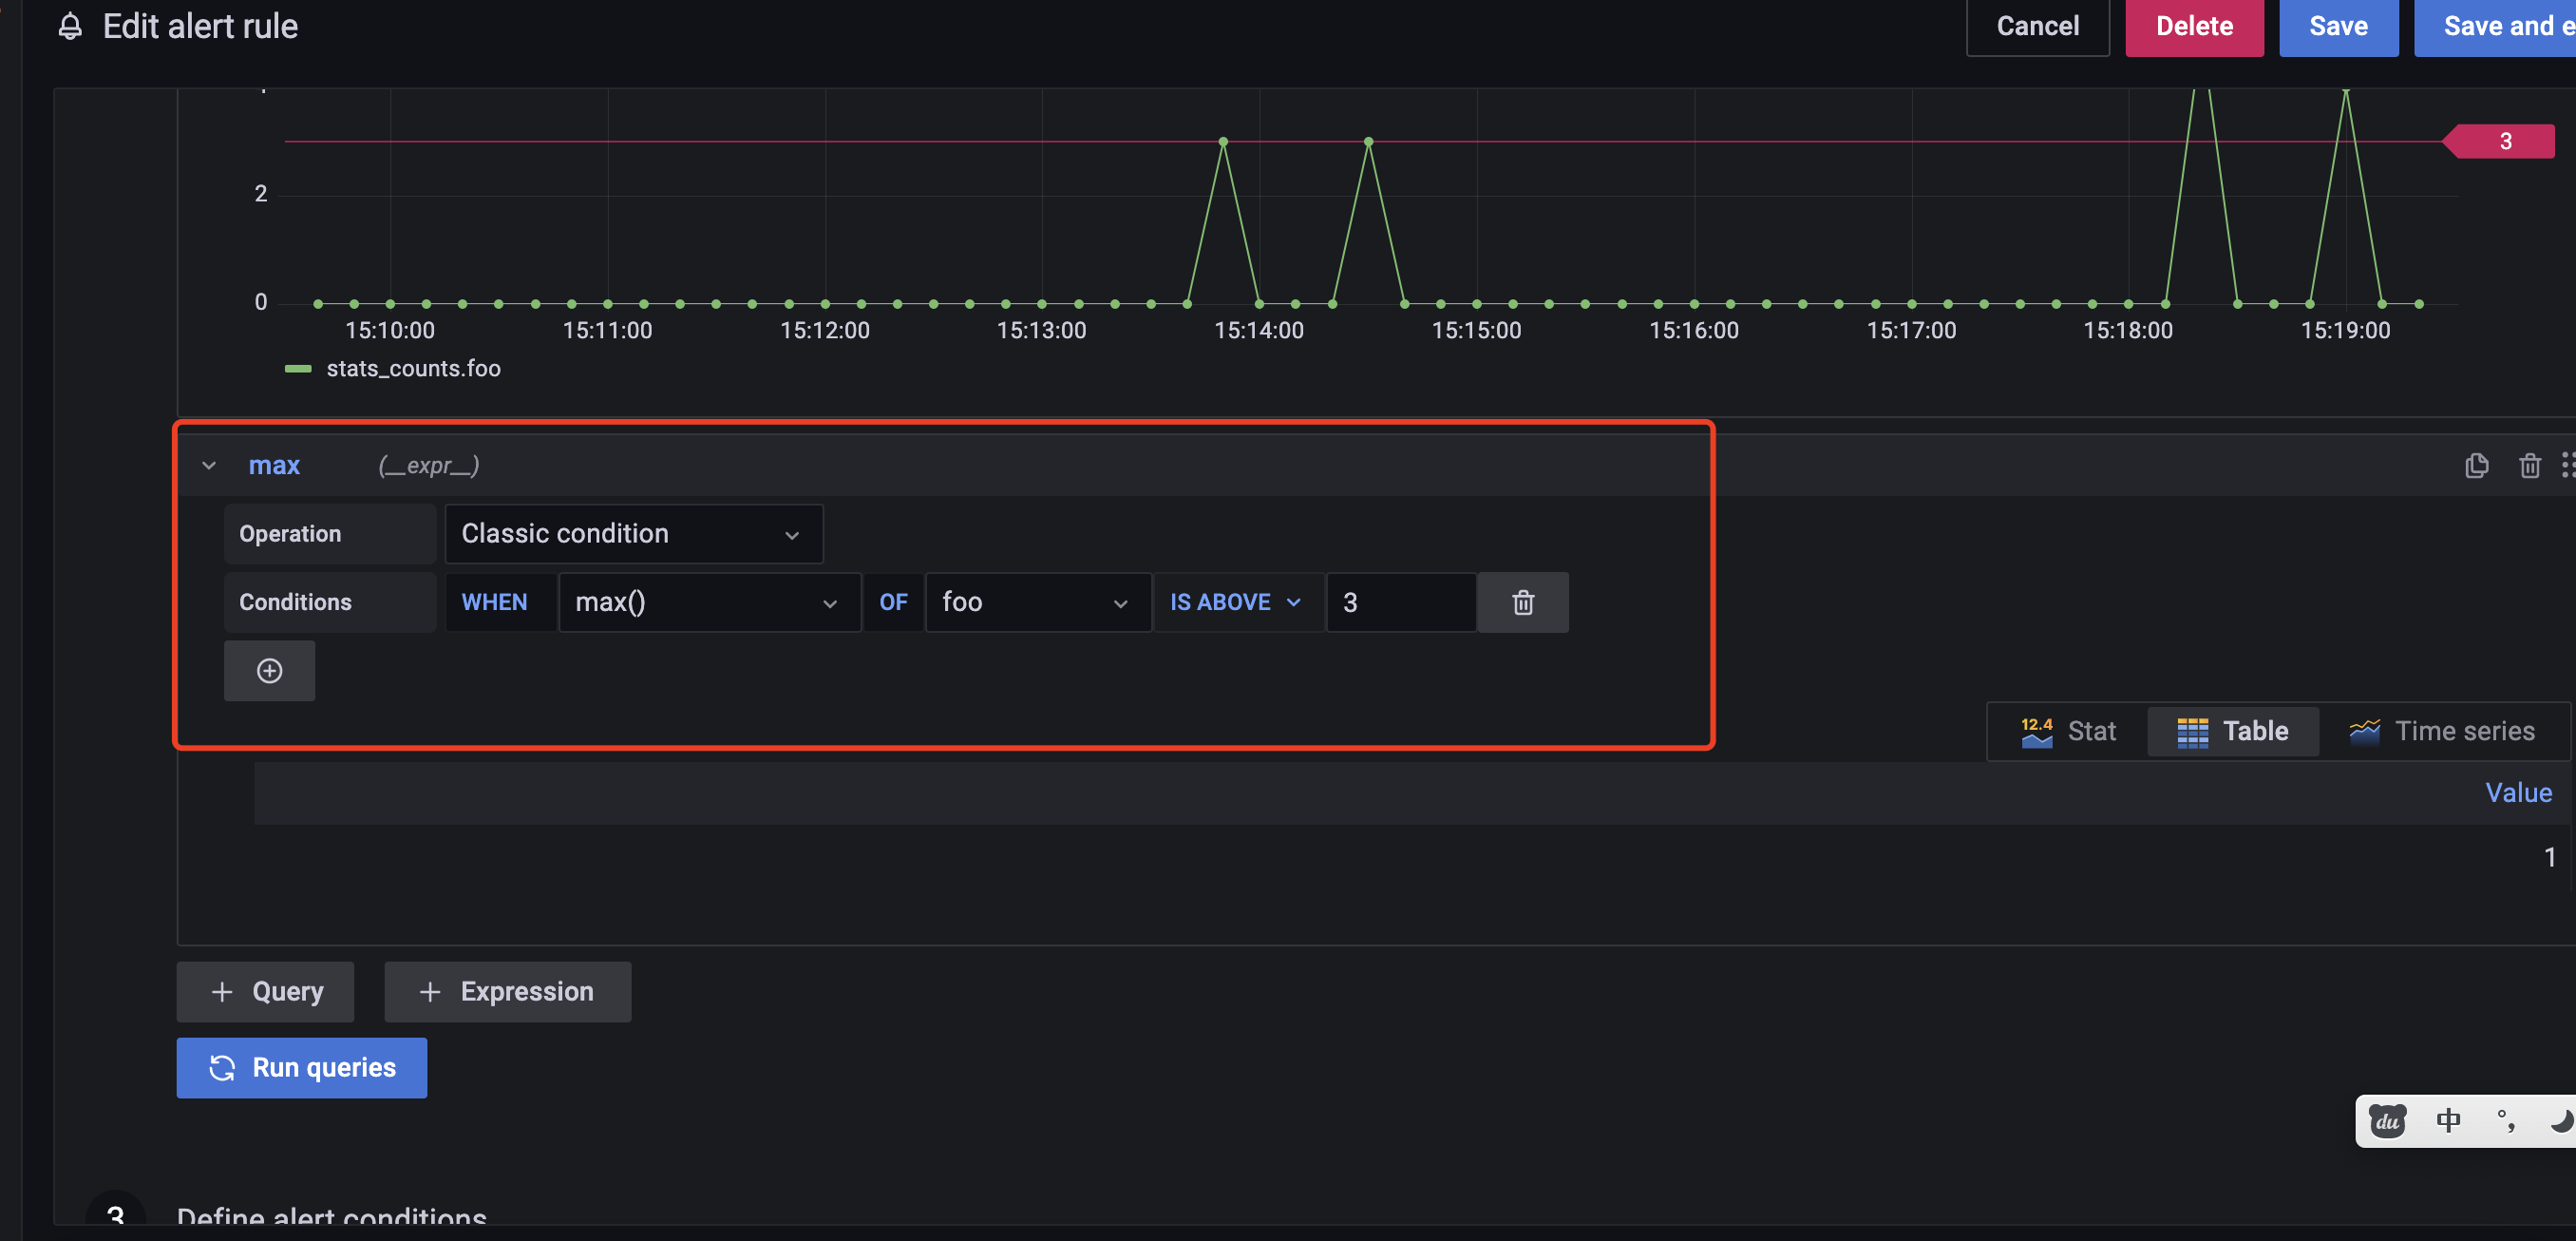 Edit alert rule
Cancel
Delete
Save
Save and e
3
2
0
15:10:00
15:11:00
15:12:00
15:13:00
15:14:00
15:15:00
15:16:00
15:17:00
15:18:00
15:19:00
stats_counts.foo
max (__expr__)
Operation Classic condition
Conditions WHEN max() OF foo IS ABOVE 3
12.4 Stat
Table
Time series
Value
1
+ Query
+ Expression
Run queries
du 中 °,
3 Define alert conditions